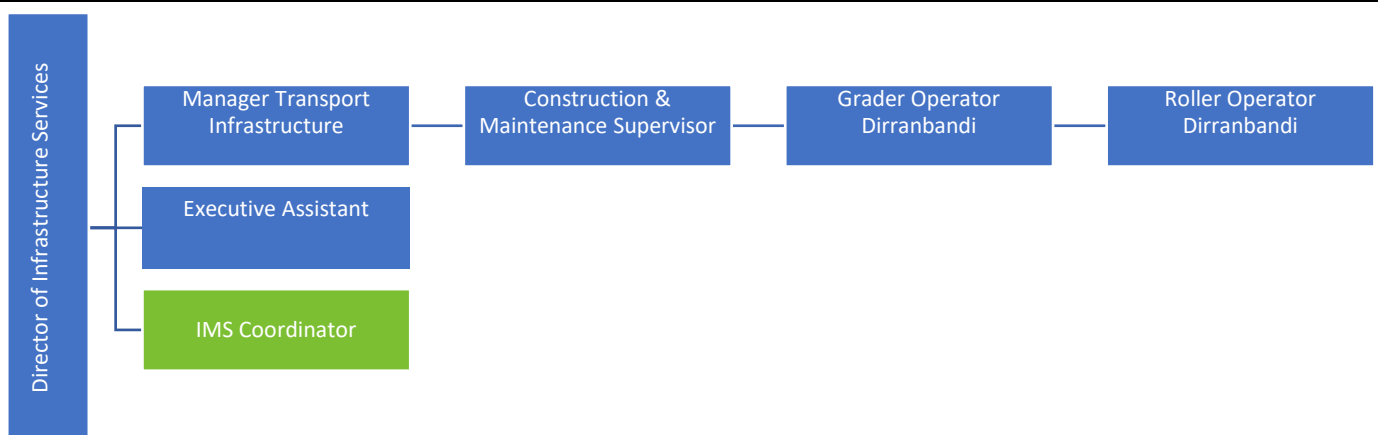 Director of Infrastructure Services
Manager Transport
Infrastructure
Construction &
Maintenance Supervisor
Grader Operator
Dirranbandi
Roller Operator
Dirranbandi
Executive Assistant
IMS Coordinator